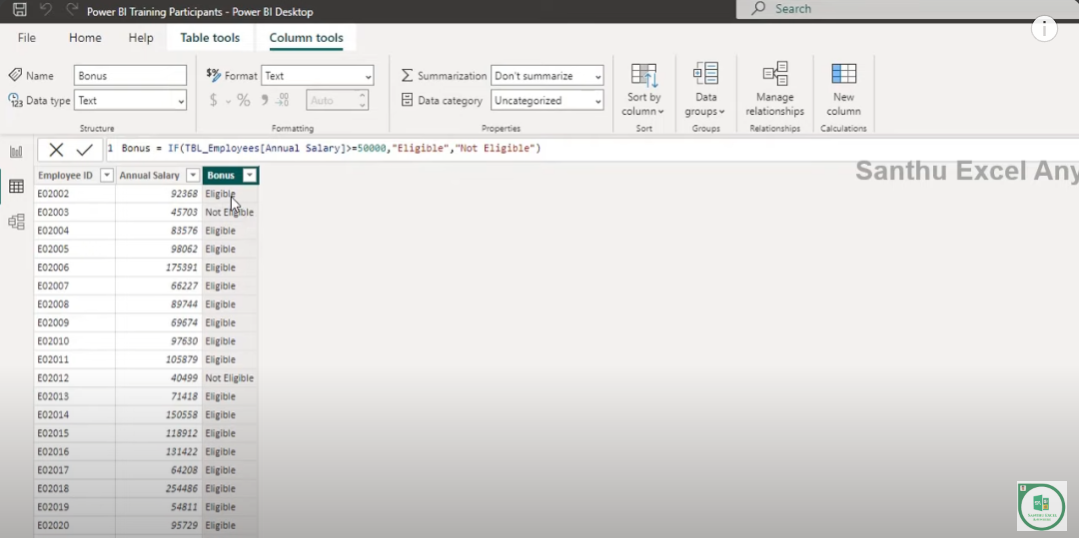 Power BI Training Participants - Power BI Desktop
Search
File Home Help Table tools Column tools
Name Bonus
Format Text
Summarization Don't summarize
Data type Text
$ % Auto
Data category Uncategorized
Sort by column
Data groups
Manage relationships
New column
Structure Formatting Properties Sort Groups Relationships Calculations
1 Bonus = IF(TBL_Employees[Annual Salary]>=50000,"Eligible","Not Eligible")
Santhu Excel Any
Employee ID Annual Salary Bonus
E02002 92368 Eligible
E02003 45703 Not Eligible
E02004 83576 Eligible
E02005 98062 Eligible
E02006 175391 Eligible
E02007 66227 Eligible
E02008 89744 Eligible
E02009 69674 Eligible
E02010 97630 Eligible
E02011 105879 Eligible
E02012 40499 Not Eligible
E02013 71418 Eligible
E02014 150558 Eligible
E02015 118912 Eligible
E02016 131422 Eligible
E02017 64208 Eligible
E02018 254486 Eligible
E02019 54811 Eligible
E02020 95729 Eligible
SANTHU EXCEL